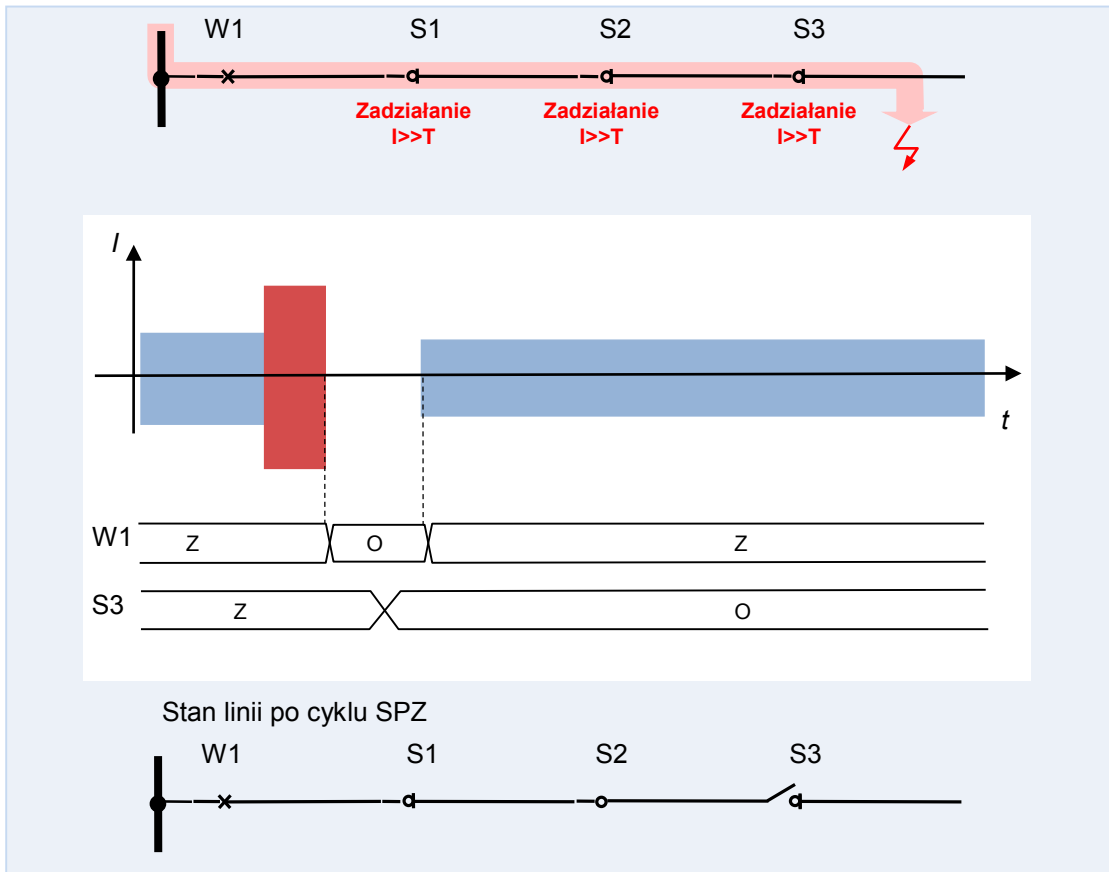 W1 S1 S2 S3
Zadziałanie Zadziałanie Zadziałanie
I>>T I>>T I>>T
I
t
W1 Z O Z
S3 Z O
Stan linii po cyklu SPZ
W1 S1 S2 S3